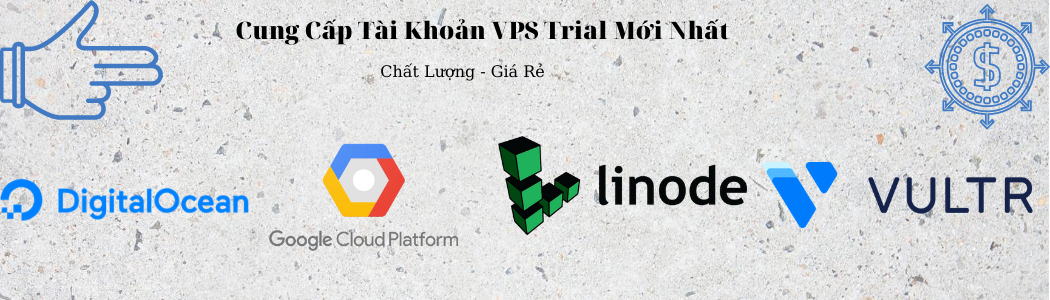 Cung Cấp Tài Khoản VPS Trial Mới Nhất
Chất Lượng - Giá Rẻ
$
DigitalOcean
Google Cloud Platform
linode
VULTR